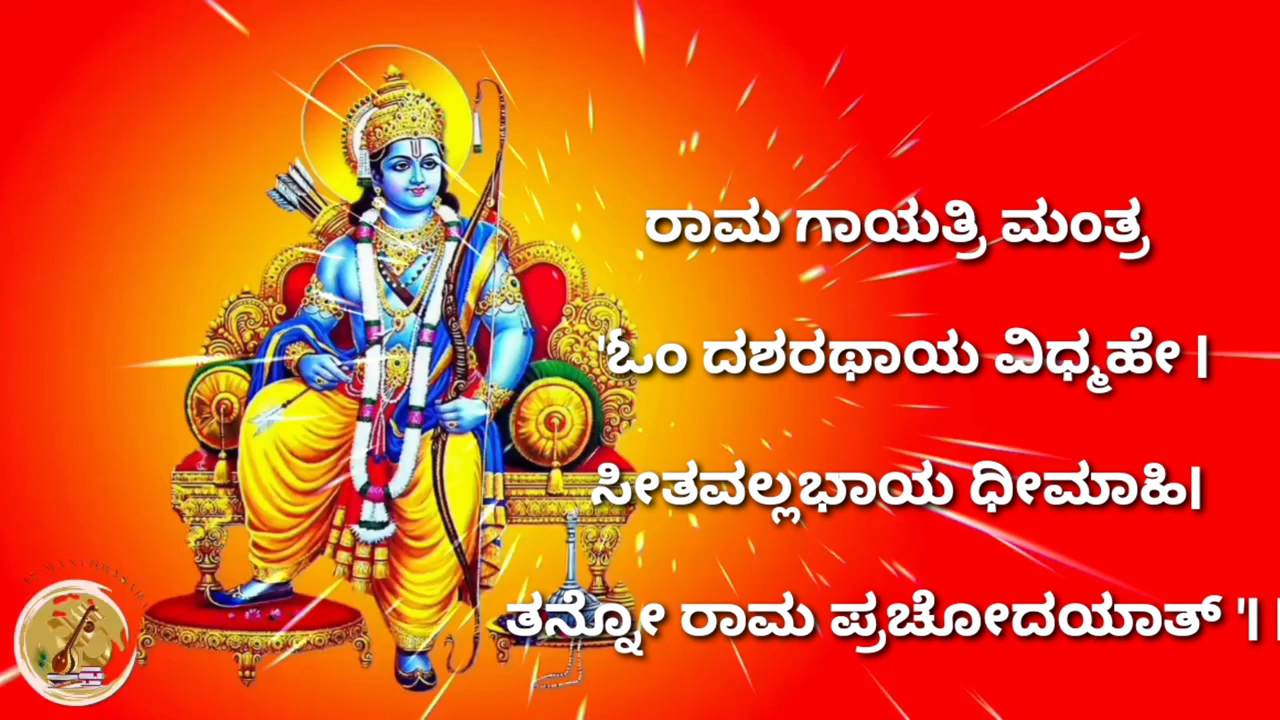 ರಾಮ ಗಾಯತ್ರಿ ಮಂತ್ರ
'ಓಂ ದಶರಥಾಯ ವಿಧ್ಮಹೇ |
ಸೀತವಲ್ಲಭಾಯ ಧೀಮಾಹಿ|
ತನ್ನೋ ರಾಮ ಪ್ರಚೋದಯಾತ್ '| |